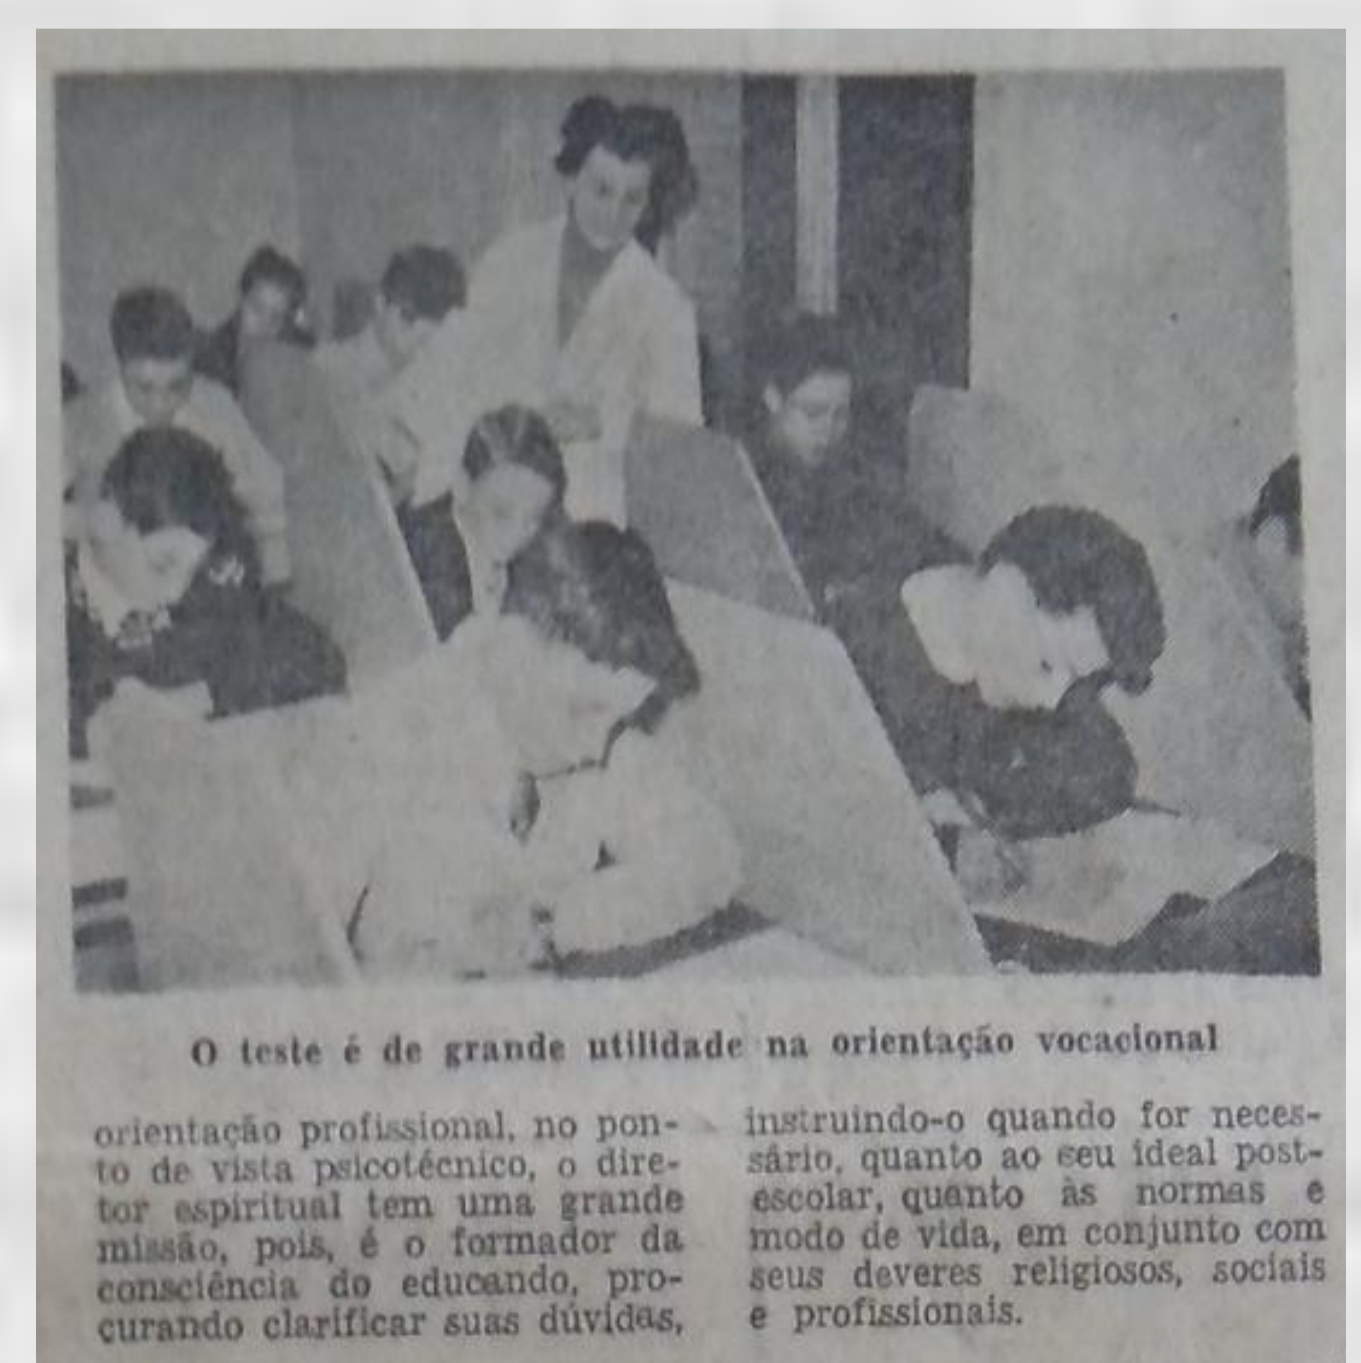 O teste é de grande utilidade na orientação vocacional
orientação profissional, no pon-
to de vista psicotécnico, o dire-
tor espiritual tem uma grande
missão, pois, é o formador da
consciência do educando, pro-
curando clarificar suas dúvidas,
instruindo-o quando for neces-
sário, quanto ao seu ideal post-
escolar, quanto às normas e
modo de vida, em conjunto com
seus deveres religiosos, sociais
e profissionais.